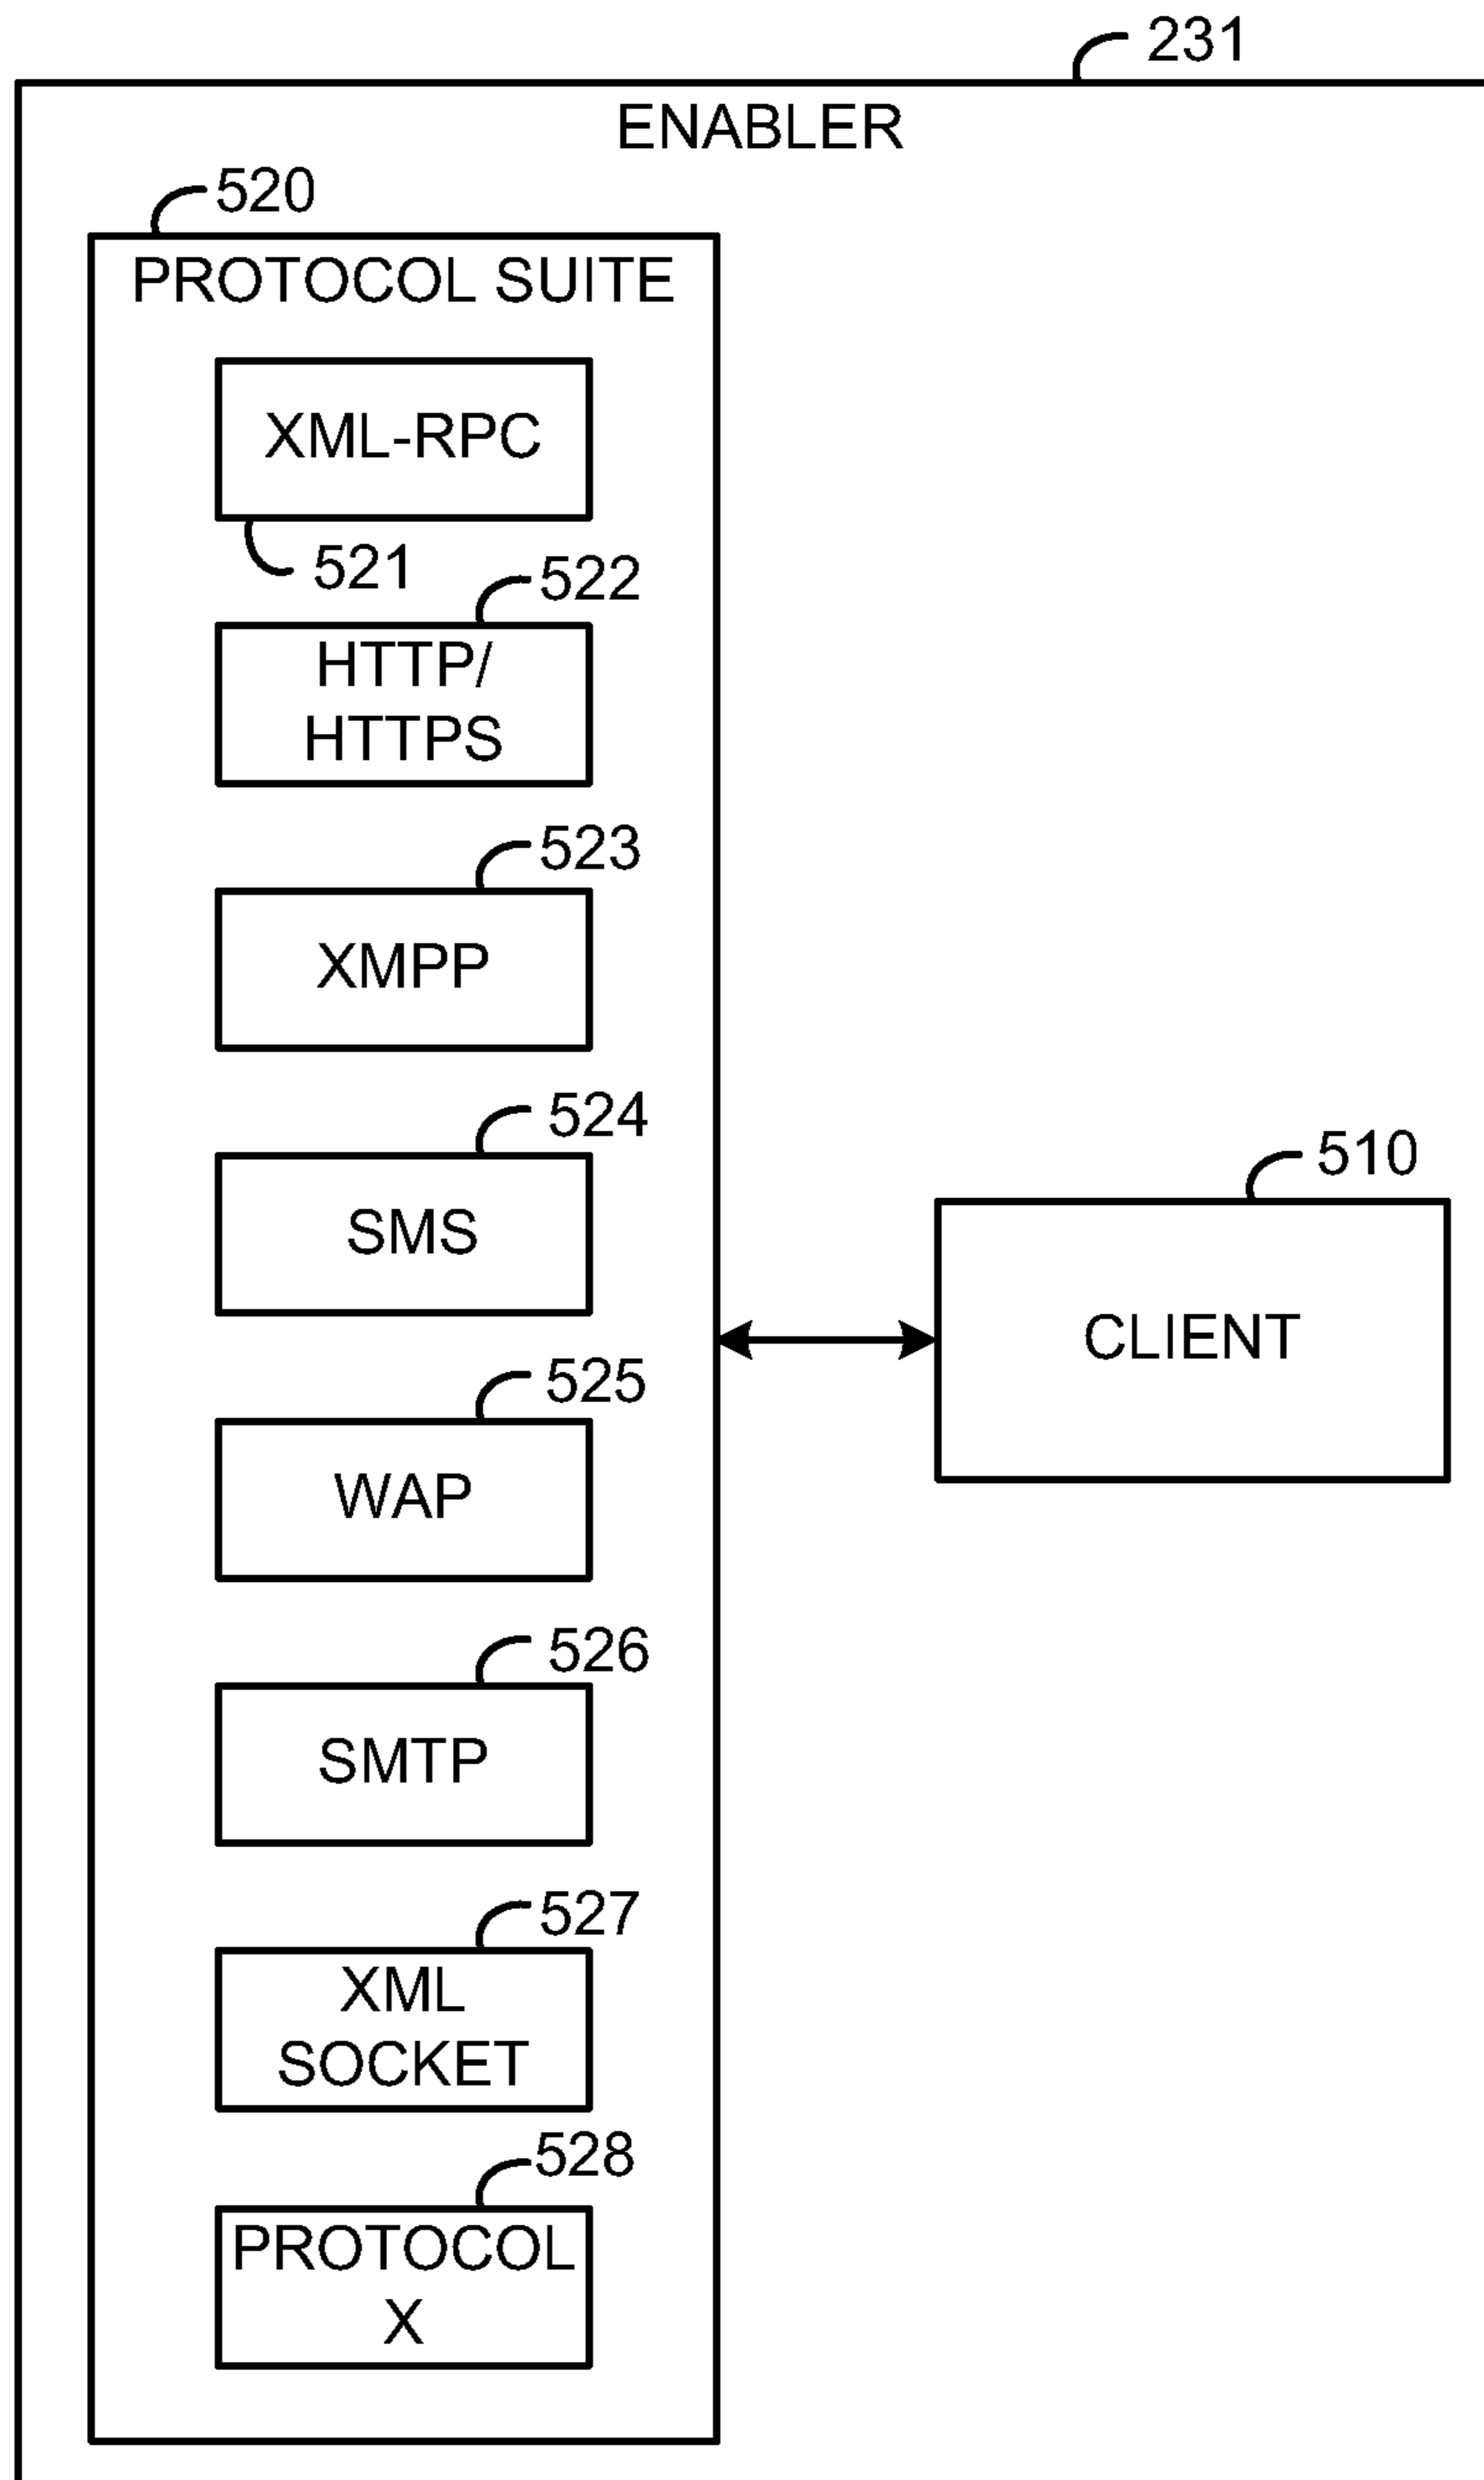 231
ENABLER
520
PROTOCOL SUITE
XML-RPC
521
522
HTTP/
HTTPS
523
XMPP
524
SMS
510
CLIENT
525
WAP
526
SMTP
527
XML
SOCKET
528
PROTOCOL
X